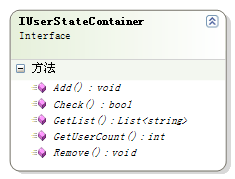 IUserStateContainer
Interface
方法
Add() : void
Check() : bool
GetList() : List<string>
GetUserCount() : int
Remove() : void